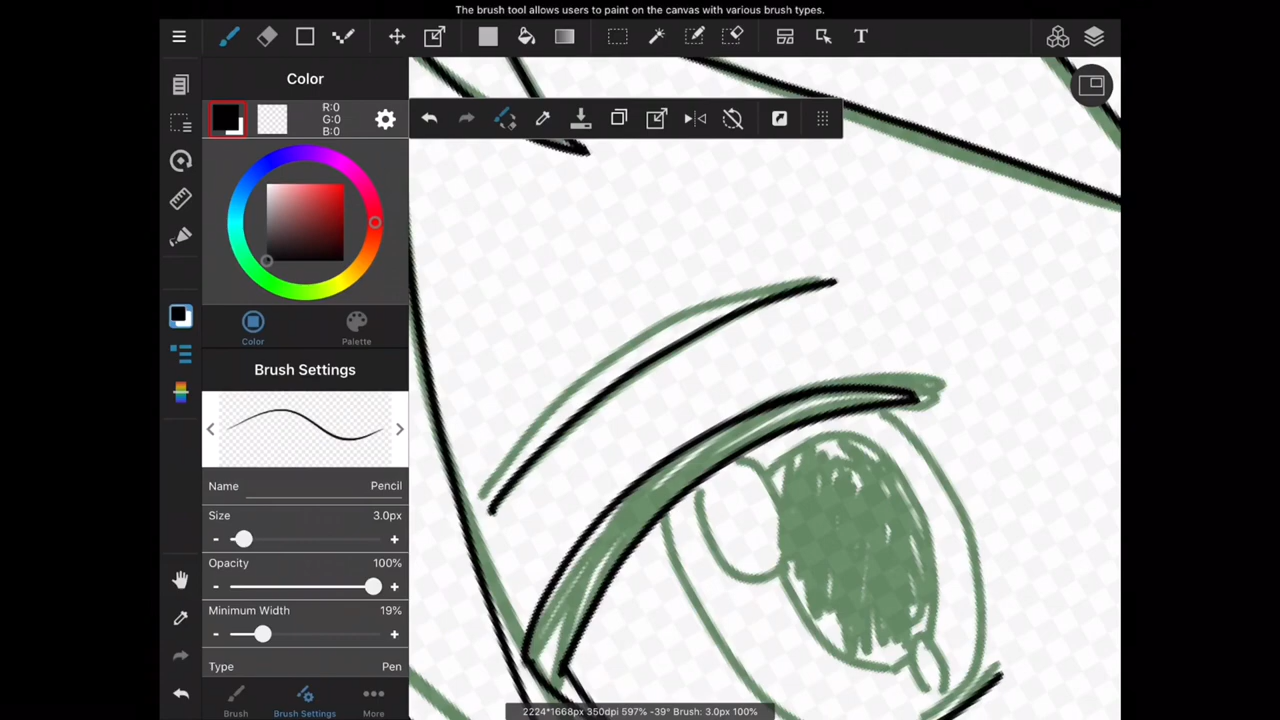 The brush tool allows users to paint on the canvas with various brush types.
T
Color
R:0
G:0
B:0
Color
Palette
Brush Settings
Name Pencil
Size 3.0px
- +
Opacity 100%
- +
Minimum Width 19%
- +
Type Pen
Brush
Brush Settings
More
2224*1668px 350dpi 597% -39° Brush: 3.0px 100%